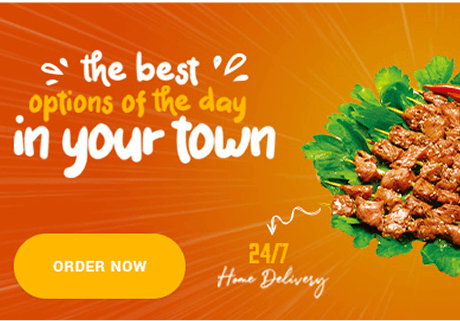 the best
options of the day
in your town
24/7
Home Delivery
ORDER NOW